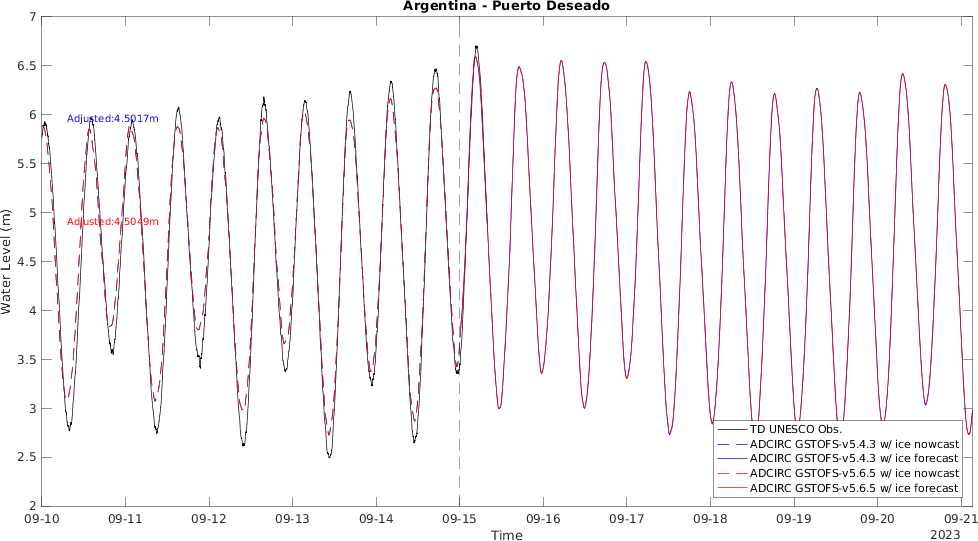 Argentina - Puerto Deseado
7
6.5
6
5.5
5
4.5
4
3.5
3
2.5
2
Water Level (m)
Adjusted:4.5017m
Adjusted:4.5049m
TD UNESCO Obs.
ADCIRC GSTOFS-v5.4.3 w/ ice nowcast
ADCIRC GSTOFS-v5.4.3 w/ ice forecast
ADCIRC GSTOFS-v5.6.5 w/ ice nowcast
ADCIRC GSTOFS-v5.6.5 w/ ice forecast
09-10 09-11 09-12 09-13 09-14 09-15 09-16 09-17 09-18 09-19 09-20 09-21
Time
2023